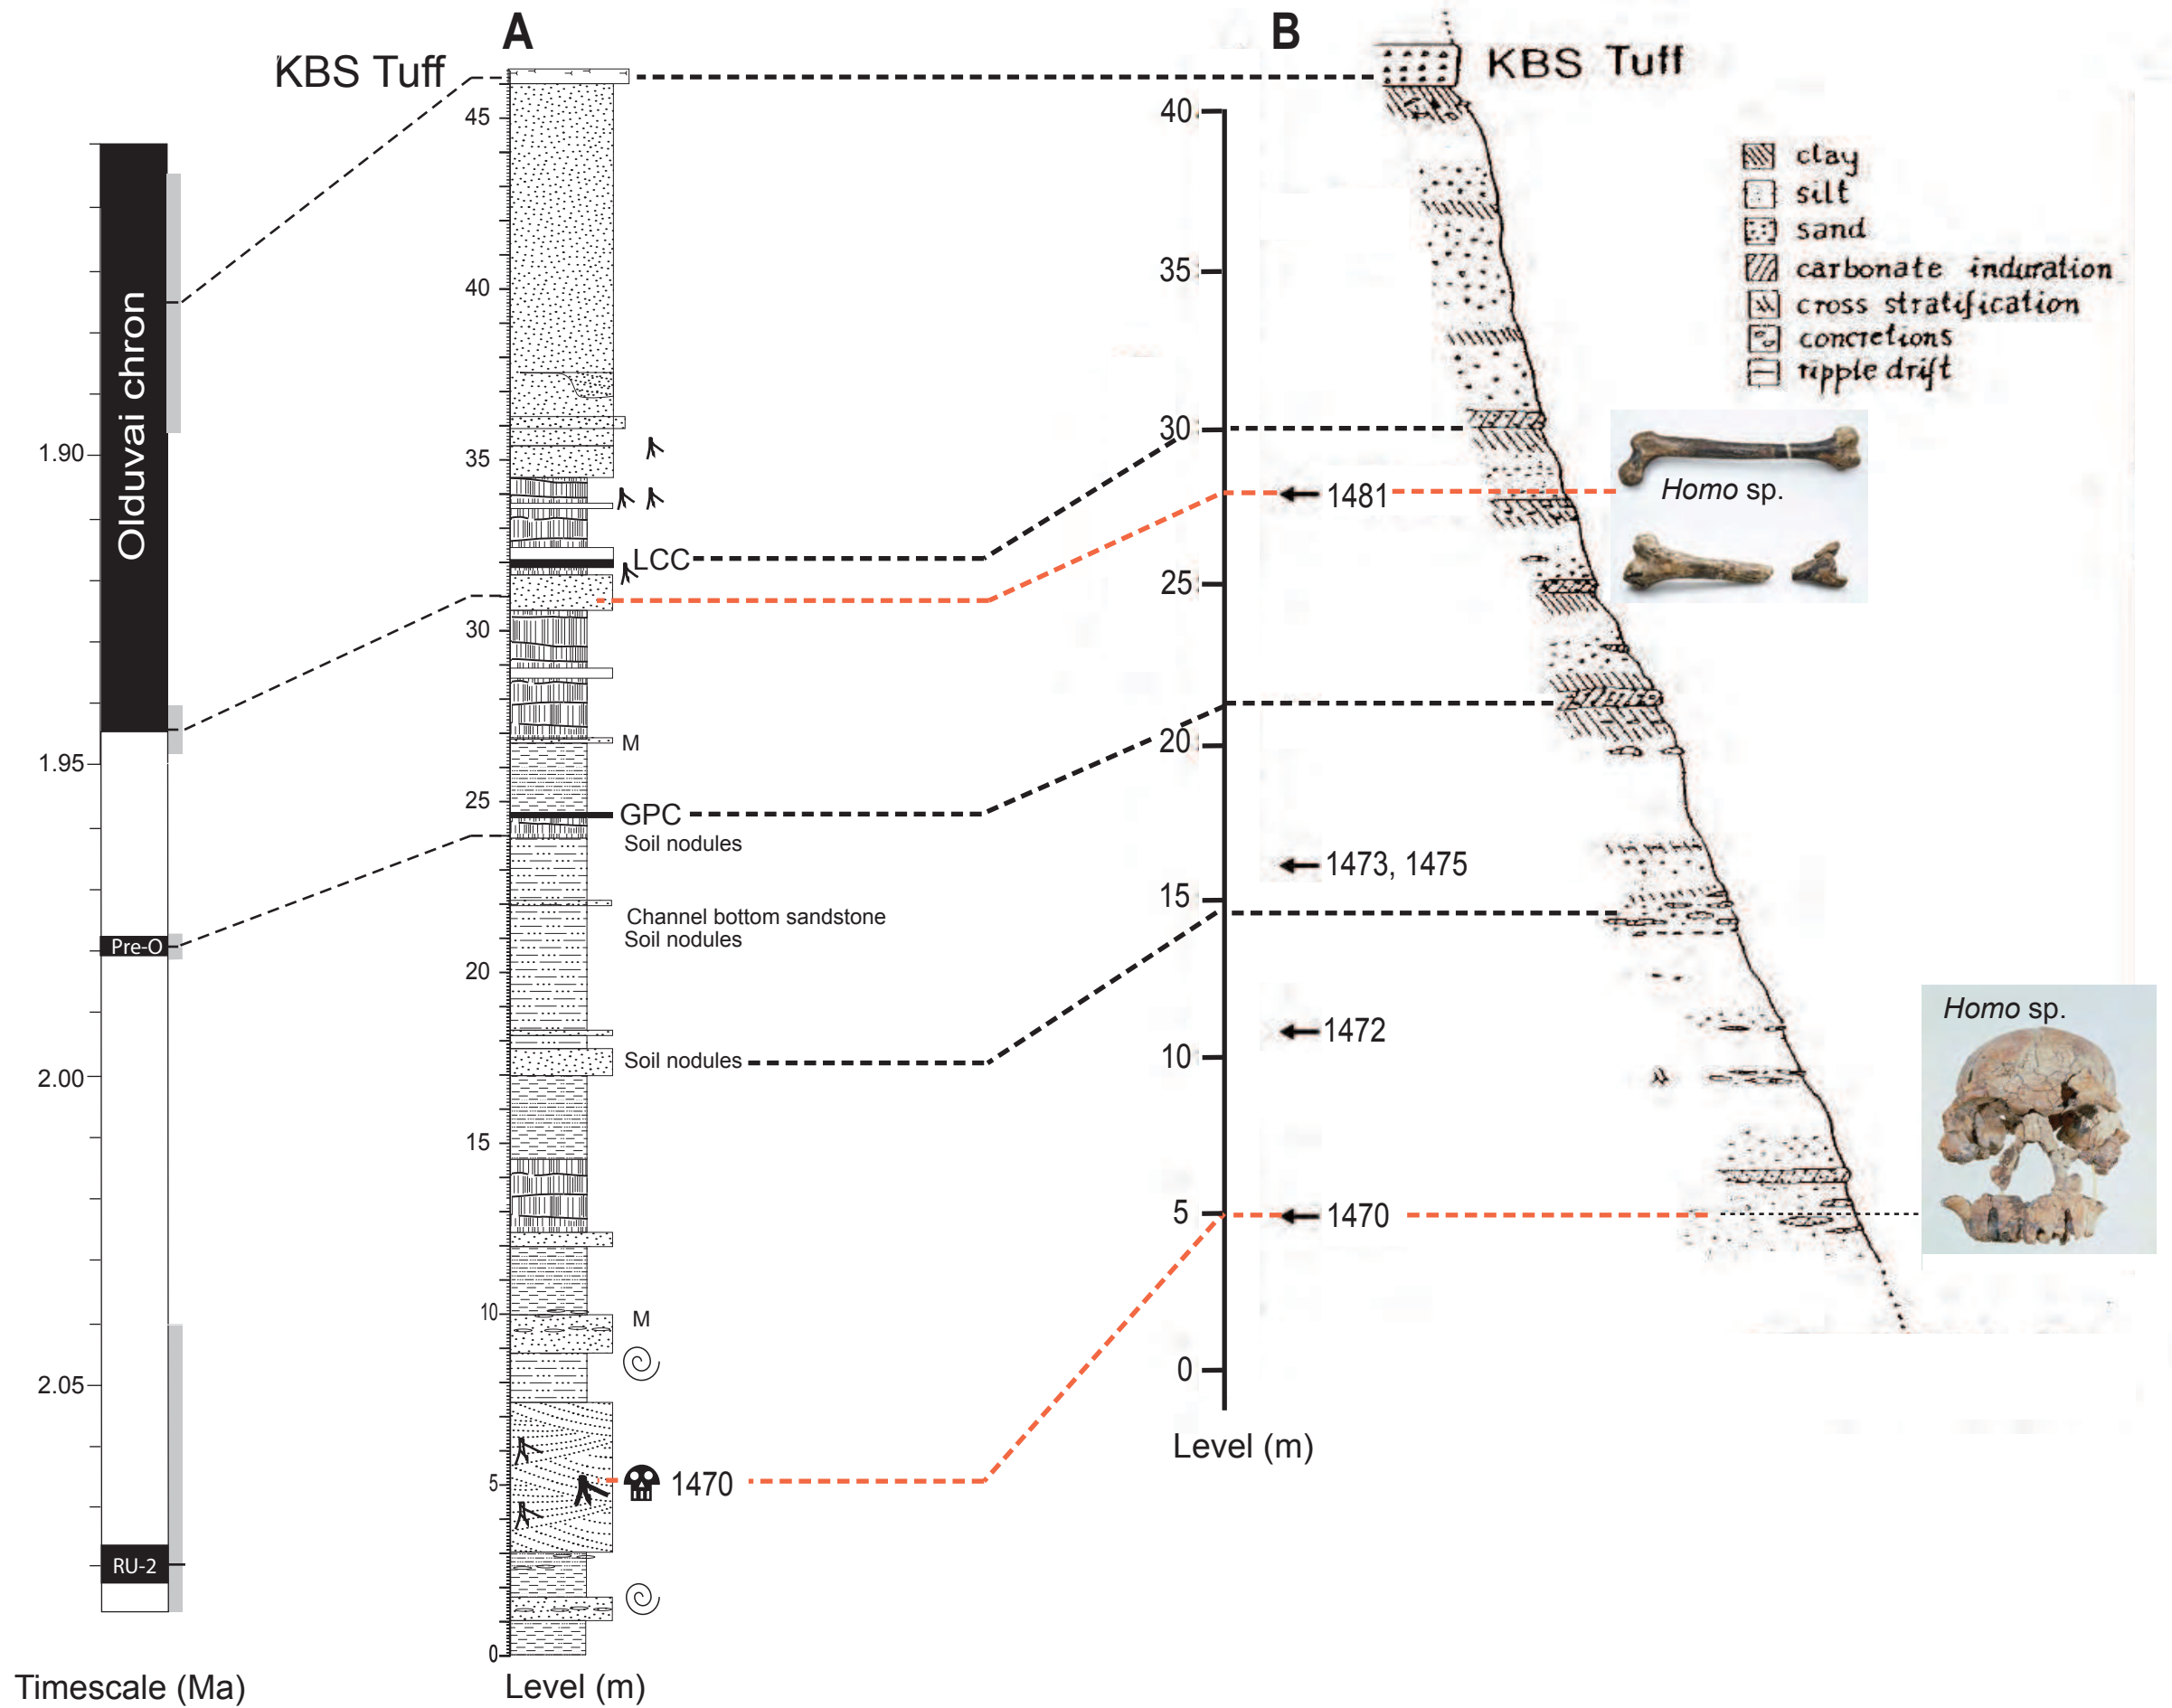 A
B
KBS Tuff
KBS Tuff
45
40
35
30
25
20
15
10
5
0
Olduvai chron
1.90
1.95
Pre-O
2.00
2.05
RU-2
Timescale (Ma)
LCC
M
GPC
Soil nodules
Channel bottom sandstone
Soil nodules
Soil nodules
M
1470
Level (m)
40
35
30
25
20
15
10
5
0
Level (m)
1481
1473, 1475
1472
1470
clay
silt
sand
carbonate induration
cross stratification
concretions
ripple drift
Homo sp.
Homo sp.